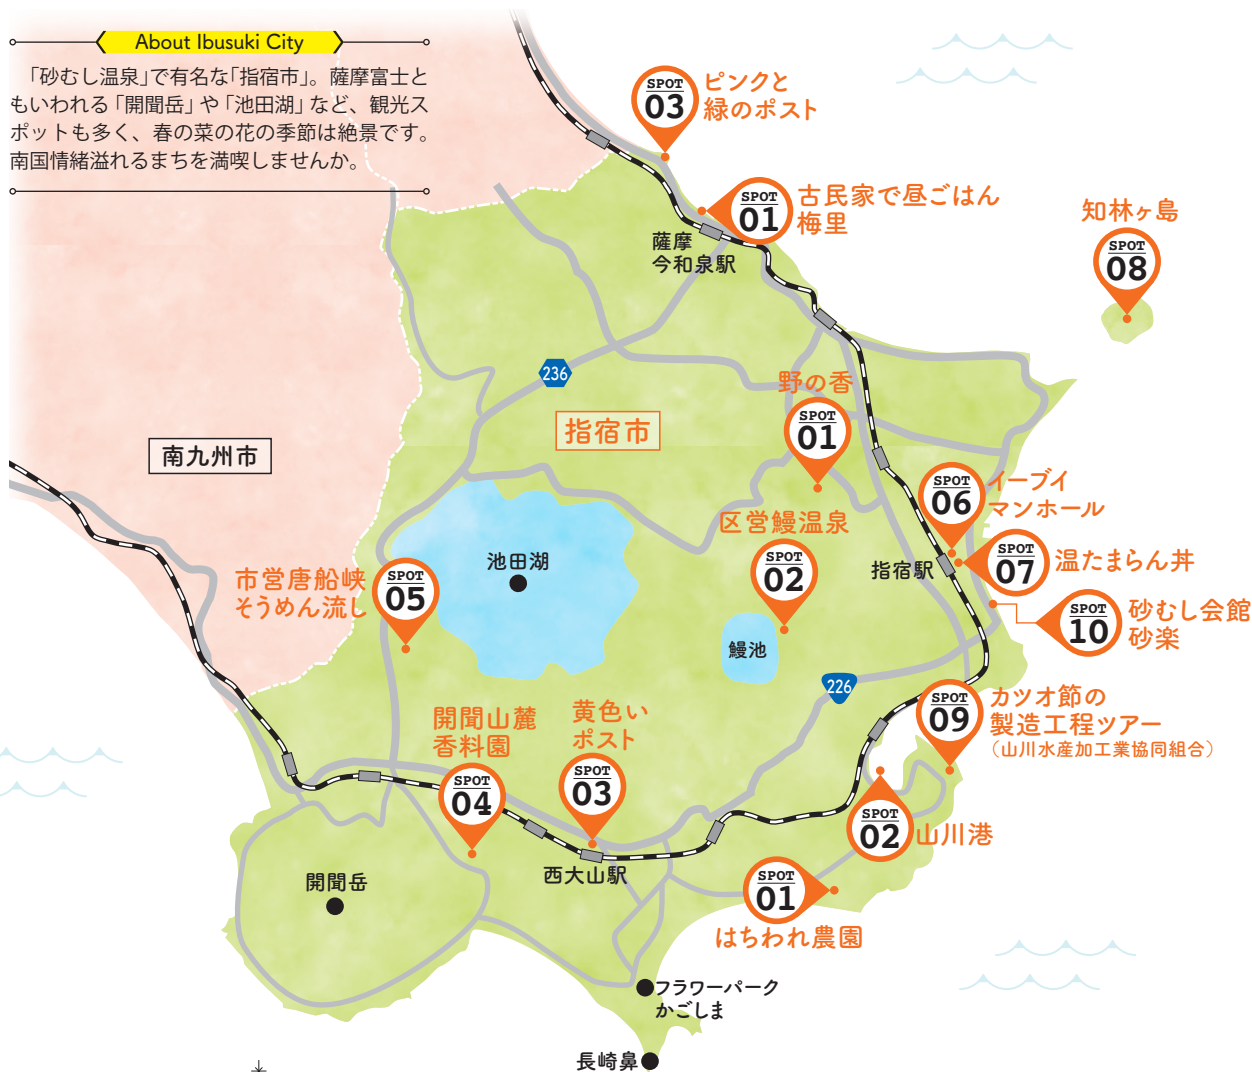 About Ibusuki City
「砂むし温泉」で有名な「指宿市」。薩摩富士と
もいわれる「開聞岳」や「池田湖」など、観光ス
ポットも多く、春の菜の花の季節は絶景です。
南国情緒溢れるまちを満喫しませんか。
SPOT
03
ピンクと
緑のポスト
SPOT
01
古民家で昼ごはん
梅里
薩摩
今和泉駅
知林ヶ島
SPOT
08
236
野の香
SPOT
01
指宿市
南九州市
SPOT
06
イーブイ
マンホール
区営鰻温泉
SPOT
02
指宿駅
SPOT
07
温たまらん丼
池田湖
市営唐船峡
そうめん流し
SPOT
05
SPOT
10
砂むし会館
砂楽
鰻池
226
SPOT
09
カツオ節の
製造工程ツアー
（山川水産加工業協同組合）
開聞山麓
香料園
SPOT
04
黄色い
ポスト
SPOT
03
SPOT
02
山川港
西大山駅
開聞岳
SPOT
01
はちわれ農園
フラワーパーク
かごしま
長崎鼻